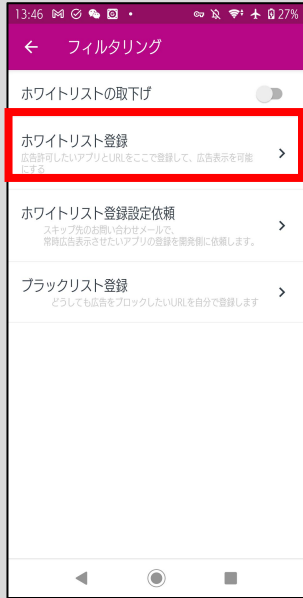 13:46 27%
フィルタリング
ホワイトリストの取下げ
ホワイトリスト登録
広告許可したいアプリとURLをここで登録して、広告表示を可能
にする
ホワイトリスト登録設定依頼
スキップ先のお問い合わせメールで、
常時広告表示させたいアプリの登録を開発側に依頼します。
ブラックリスト登録
どうしても広告をブロックしたいURLを自分で登録します